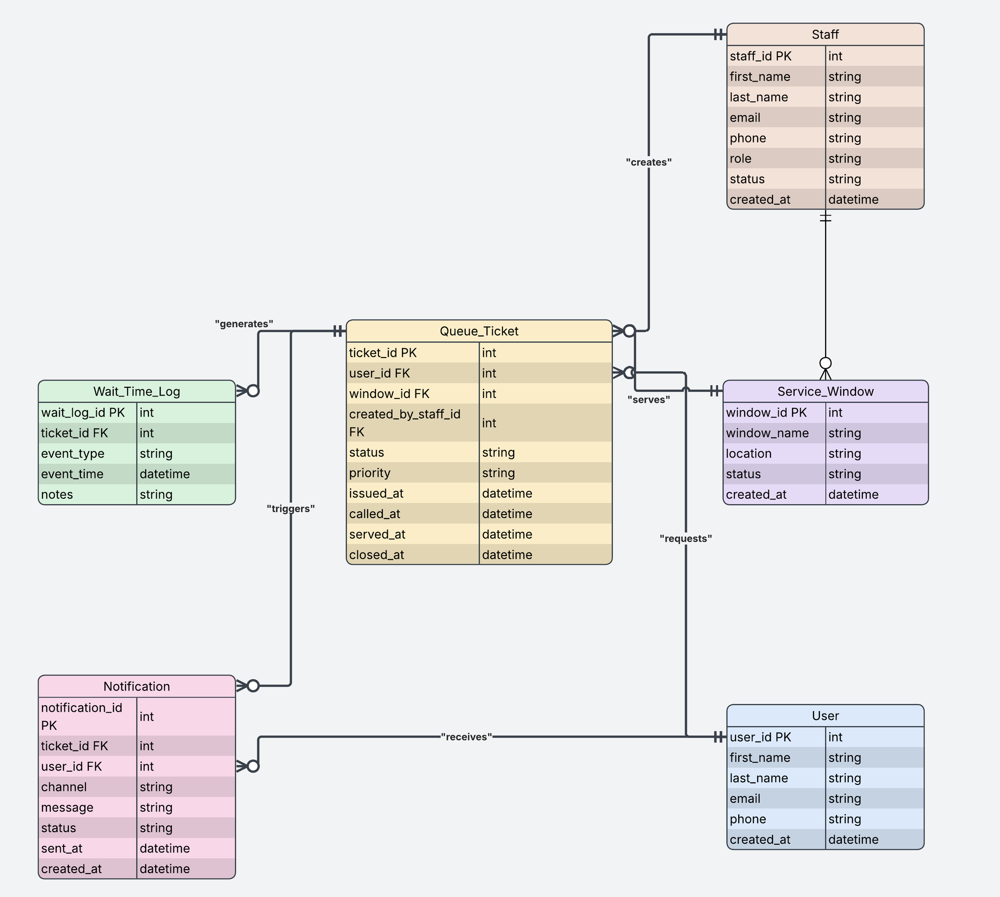 Staff
staff_id PK int
first_name string
last_name string
email string
phone string
role string
status string
created_at datetime
"creates"
"generates"
Queue_Ticket
ticket_id PK int
user_id FK int
window_id FK int
created_by_staff_id
FK
int
status string
priority string
issued_at datetime
called_at datetime
served_at datetime
closed_at datetime
Wait_Time_Log
wait_log_id PK int
ticket_id FK int
event_type string
event_time datetime
notes string
"serves"
Service_Window
window_id PK int
window_name string
location string
status string
created_at datetime
"triggers"
"requests"
Notification
notification_id
PK
int
ticket_id FK int
user_id FK int
channel string
message string
status string
sent_at datetime
created_at datetime
"receives"
User
user_id PK int
first_name string
last_name string
email string
phone string
created_at datetime